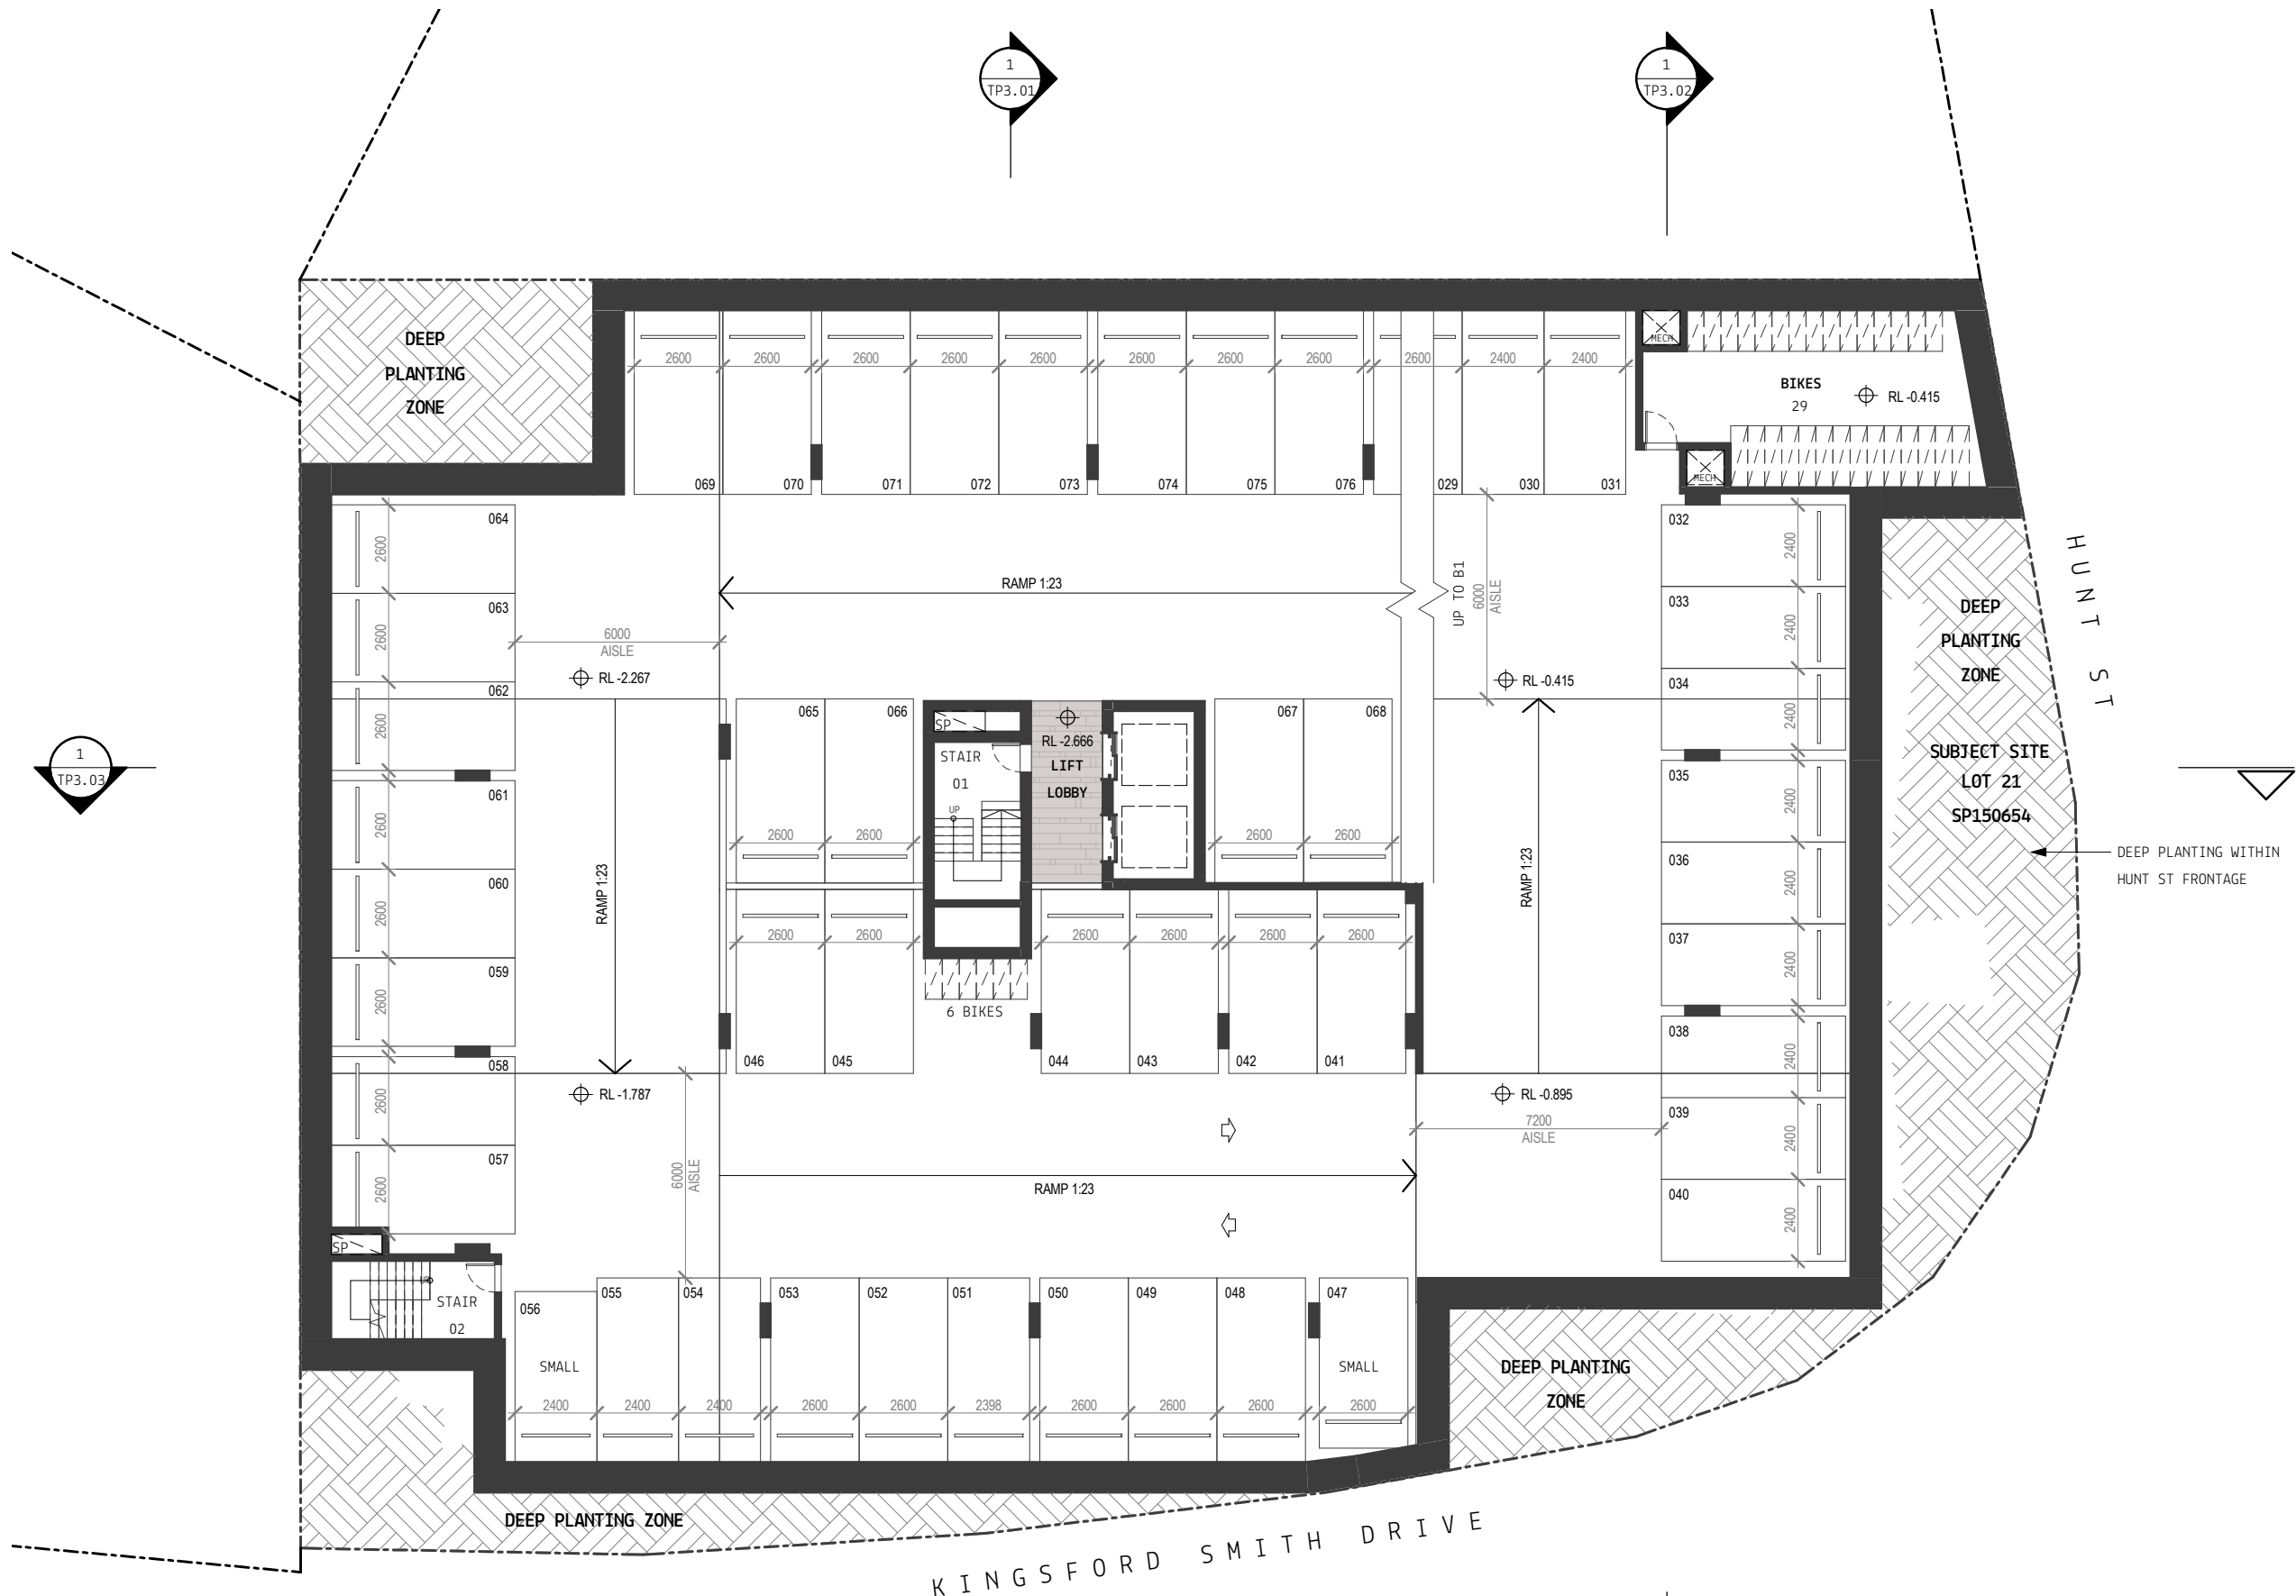 1
TP3.01
1
TP3.02
DEEP
PLANTING
ZONE
2600
2600
2600
2600
2600
2600
2600
2600
2600
2400
2400
MECH
BIKES
29
RL -0.415
069
070
071
072
073
074
075
076
029
030
031
MECH
064
063
062
061
060
059
058
057
2600
2600
2600
2600
2600
2600
2600
2600
RAMP 1:23
UP TO B1
6000
AISLE
6000
AISLE
RL -2.267
RL -0.415
032
033
034
035
036
037
038
039
040
2400
2400
2400
2400
2400
2400
2400
2400
2400
HUNT ST
DEEP
PLANTING
ZONE
SUBJECT SITE
LOT 21
SP150654
DEEP PLANTING WITHIN
HUNT ST FRONTAGE
1
TP3.03
065
066
SP
STAIR
01
UP
RL -2.666
LIFT
LOBBY
067
068
2600
2600
2600
2600
RAMP 1:23
RAMP 1:23
2600
2600
2600
2600
2600
2600
6 BIKES
046
045
044
043
042
041
RL -1.787
RL -0.895
7200
AISLE
6000
AISLE
RAMP 1:23
SP
UP
STAIR
02
056
055
054
053
052
051
050
049
048
047
SMALL
SMALL
2400
2400
2400
2600
2600
2398
2600
2600
2600
2600
DEEP PLANTING
ZONE
DEEP PLANTING ZONE
KINGSFORD SMITH DRIVE